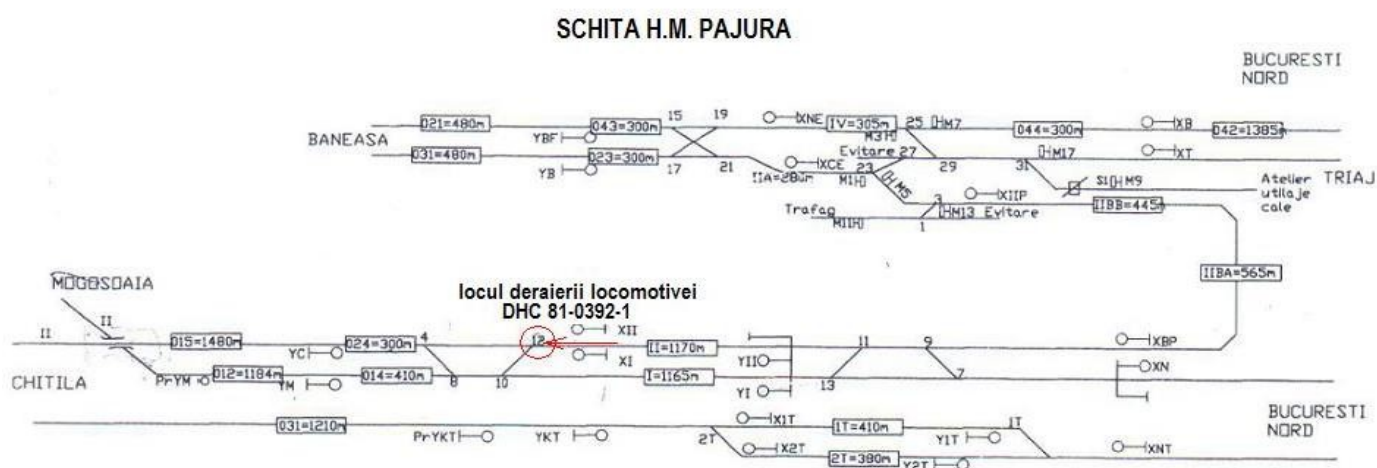 SCHITA H.M. PAJURA
BUCURESTI
NORD
15 19
021=480m 043=300m XNE IV=305m 25 M7 044=300m XB 042=1385m
BANEASA YBF M3
031=480m 023=300m Evitare 27 M17 XT
YB 17 21 XCE 23 29 31
IIA=280m M1 M5 S1 M9 Atelier TRIAJ
utilaje
cale
XIIP
3 IIBB=445m
Trafag M13 Evitare
M11 1
IIBA=565m
MOGOSOAIA
locul deraierii locomotivei
DHC 81-0392-1
II
II 015=1480m 024=300m 4 12 XII II=1170m 11 9 XBP
YC XI YII
CHITILA PrYM 012=1184m YM 014=410m 8 10 I=1165m YI 13 7 XN
031=1210m X1T 1T=410m 1T BUCURESTI
NORD
PrYKT YKT 2T X2T Y1T XNT
2T=380m Y2T